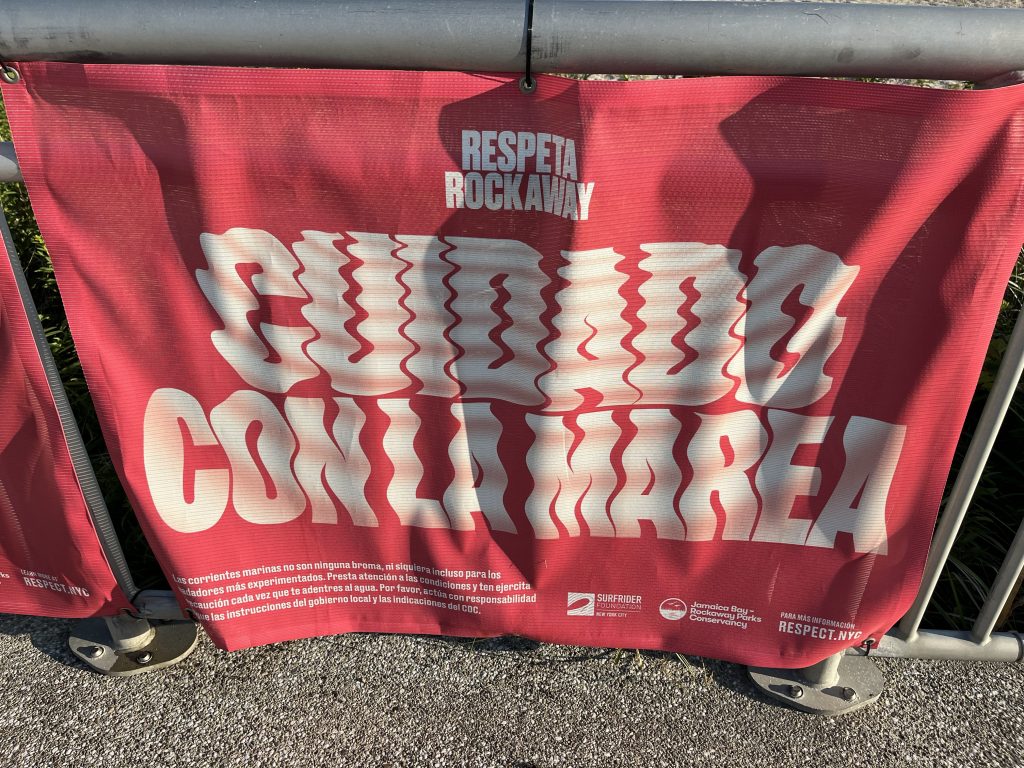 RESPETA
ROCKAWAY
CUIDADO
CON LA MAREA
Las corrientes marinas no son ninguna broma, ni siquiera incluso para los
nadadores más experimentados. Presta atención a las condiciones y ten ejercita
precaución cada vez que te adentres al agua. Por favor, actúa con responsabilidad
las instrucciones del gobierno local y las indicaciones del CDC.
SURFRIDER
FOUNDATION
NEW YORK CITY
Jamaica Bay -
Rockaway Parks
Conservancy
PARA MÁS INFORMACIÓN
RESPECT.NYC
LEARN MORE AT
RESPECT.NYC